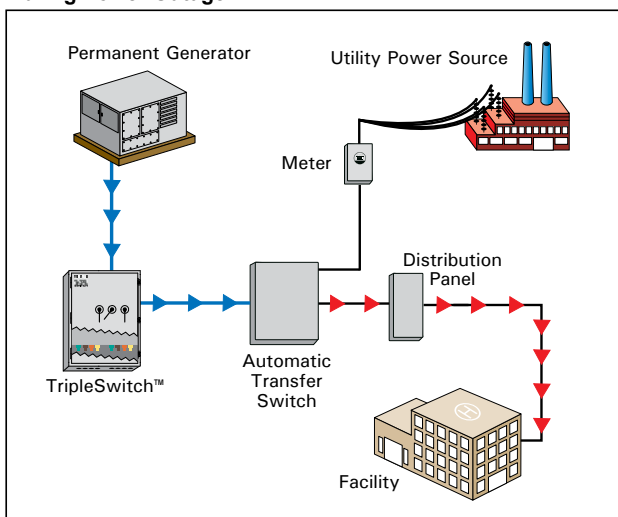 Permanent Generator
Utility Power Source
Meter
Distribution
Panel
TripleSwitch™
Automatic
Transfer
Switch
H
Facility